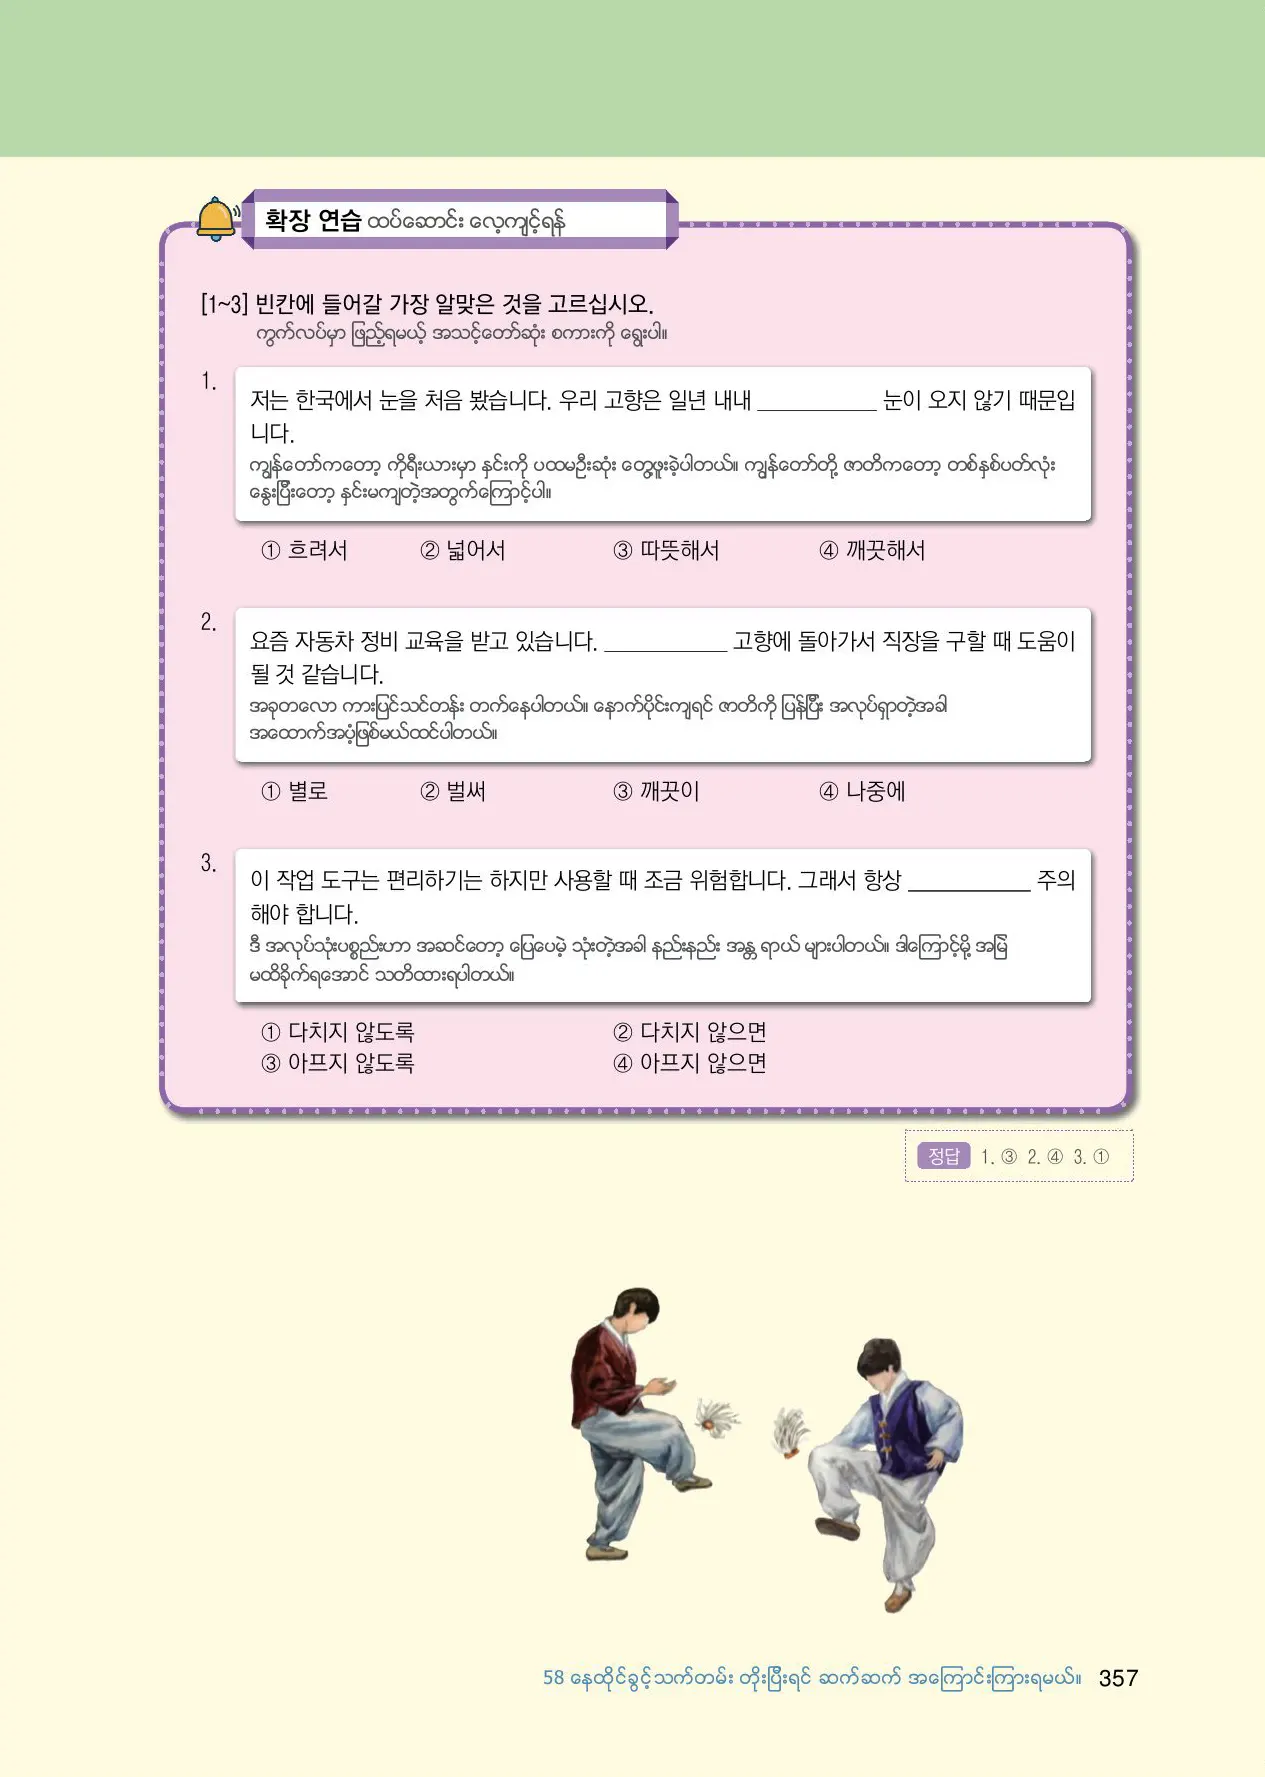 확장 연습 ထပ်ဆောင်း လေ့ကျင့်ရန်
[1~3] 빈칸에 들어갈 가장 알맞은 것을 고르십시오.
ကွက်လပ်မှာ ဖြည့်ရမယ့် အသင့်တော်ဆုံး စကားကို ရွေးပါ။
1.
저는 한국에서 눈을 처음 봤습니다. 우리 고향은 일년 내내 __________ 눈이 오지 않기 때문입
니다.
ကျွန်တော်ကတော့ ကိုရီးယားမှာ နှင်းကို ပထမဦးဆုံး တွေ့ဖူးခဲ့ပါတယ်။ ကျွန်တော်တို့ ဇာတိကတော့ တစ်နှစ်ပတ်လုံး
နွေးပြီးတော့ နှင်းမကျတဲ့အတွက်ကြောင့်ပါ။
① 흐려서 ② 넓어서 ③ 따뜻해서 ④ 깨끗해서
2.
요즘 자동차 정비 교육을 받고 있습니다. __________ 고향에 돌아가서 직장을 구할 때 도움이
될 것 같습니다.
အခုတလော ကားပြင်သင်တန်း တက်နေပါတယ်။ နောက်ပိုင်းကျရင် ဇာတိကို ပြန်ပြီး အလုပ်ရှာတဲ့အခါ
အထောက်အပံ့ဖြစ်မယ်ထင်ပါတယ်။
① 별로 ② 벌써 ③ 깨끗이 ④ 나중에
3.
이 작업 도구는 편리하기는 하지만 사용할 때 조금 위험합니다. 그래서 항상 __________ 주의
해야 합니다.
ဒီ အလုပ်သုံးပစ္စည်းဟာ အဆင်တော့ ပြေပေမဲ့ သုံးတဲ့အခါ နည်းနည်း အန္တ ရာယ် များပါတယ်။ ဒါကြောင့်မို့ အမြဲ
မထိခိုက်ရအောင် သတိထားရပါတယ်။
① 다치지 않도록 ② 다치지 않으면
③ 아프지 않도록 ④ 아프지 않으면
정답 1. ③ 2. ④ 3. ①
58 နေထိုင်ခွင့်သက်တမ်း တိုးပြီးရင် ဆက်ဆက် အကြောင်းကြားရမယ်။ 357